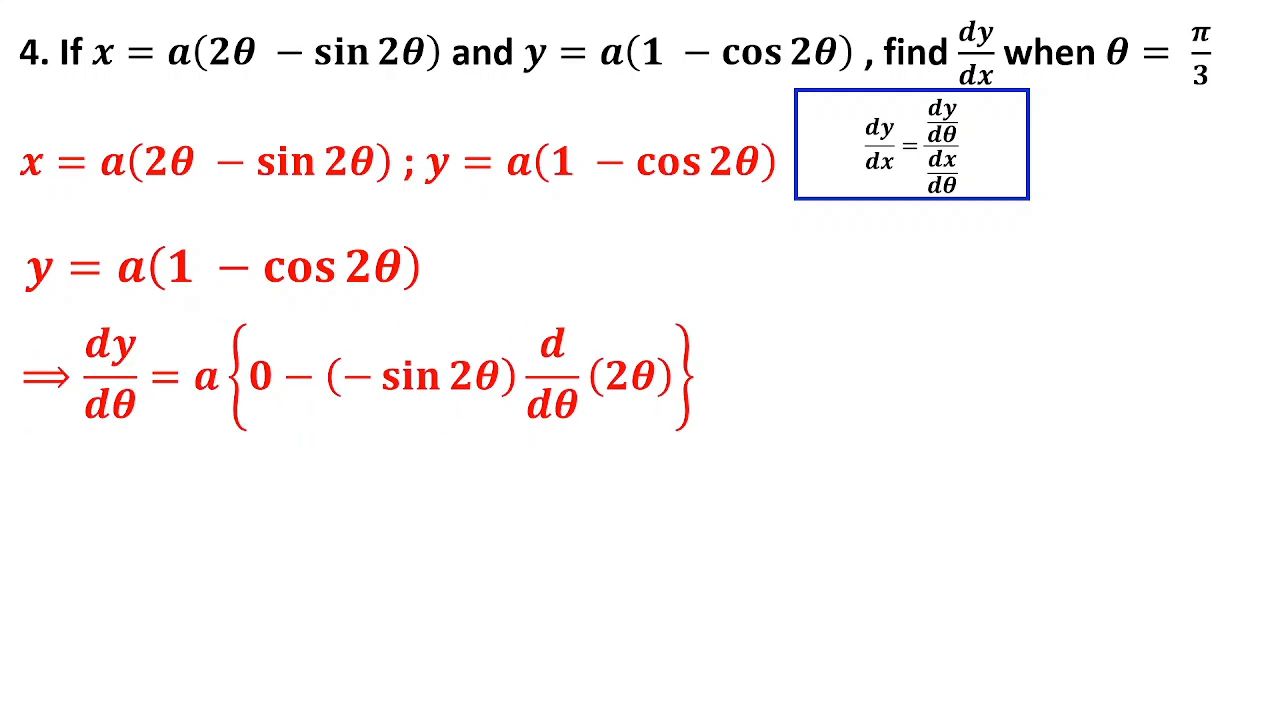 4. If x = a(2θ − sin 2θ) and y = a(1 − cos 2θ) , find dy/dx when θ = π/3
x = a(2θ − sin 2θ) ; y = a(1 − cos 2θ)
dy/dx = (dy/dθ)/(dx/dθ)
y = a(1 − cos 2θ)
⟹ dy/dθ = a{0 − (− sin 2θ) d/dθ (2θ)}